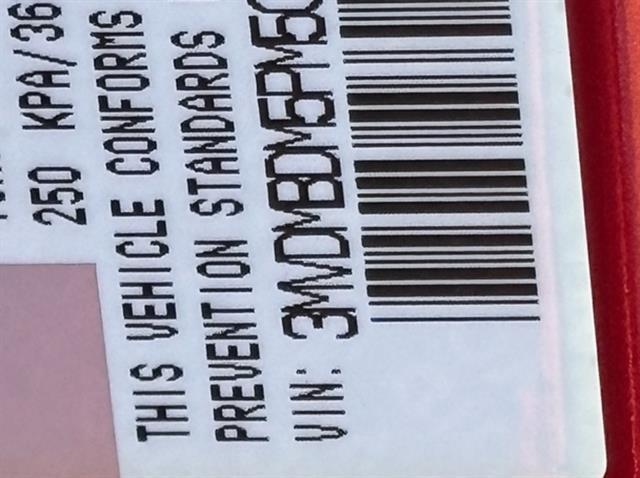 250 KPA/36
THIS VEHICLE CONFORMS
PREVENTION STANDARDS
VIN: 3MVDMBDM5PM5